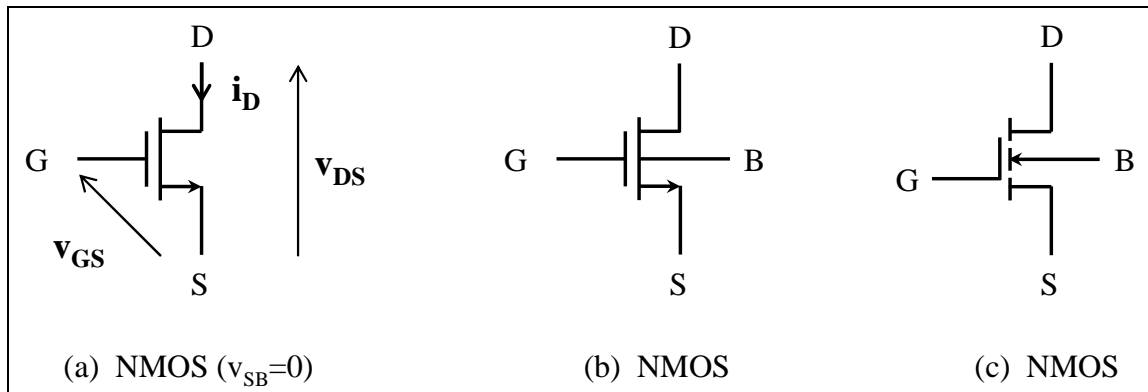 D
i_D
G
v_DS
v_GS
S
(a) NMOS (v_SB=0)
D
G
B
S
(b) NMOS
D
B
G
S
(c) NMOS